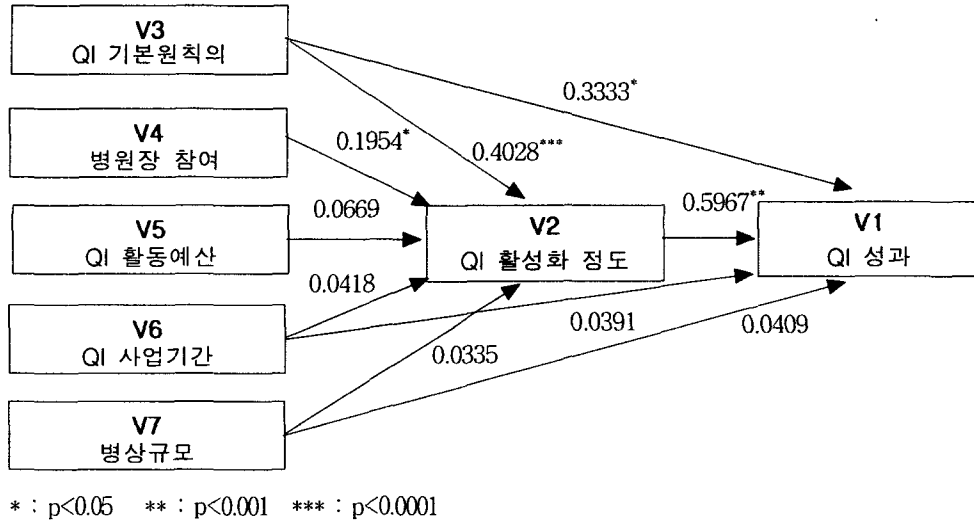 V3
QI 기본원칙의
0.3333*
V4
병원장 참여
0.1954*
0.4028***
V5
QI 활동예산
0.0669
V2
QI 활성화 정도
0.5967**
V1
QI 성과
0.0418
V6
QI 사업기간
0.0391
0.0409
0.0335
V7
병상규모
* : p<0.05 ** : p<0.001 *** : p<0.0001